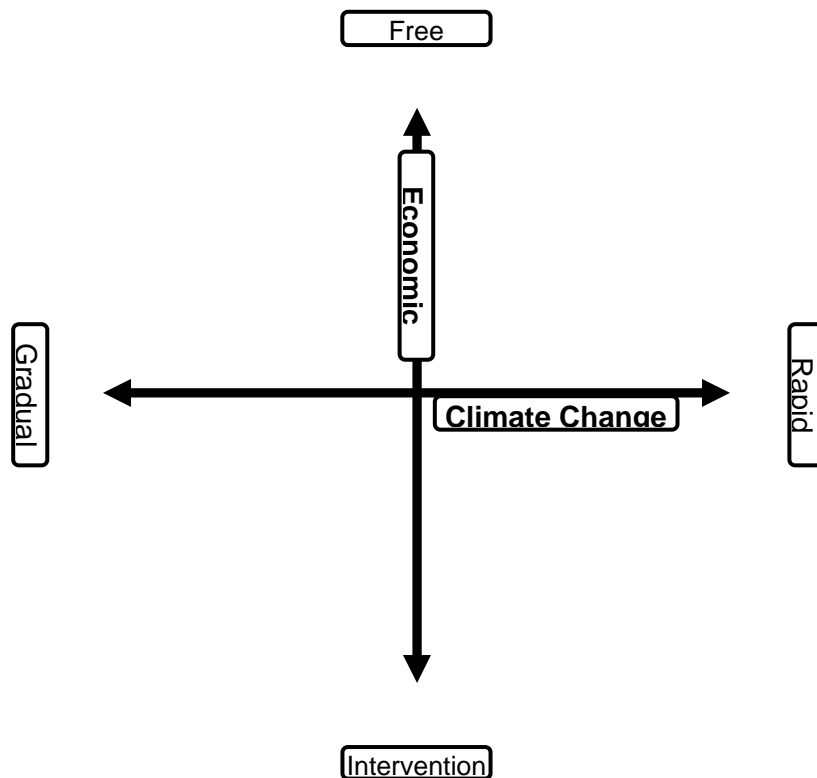 Free
Economic
Gradual
Rapid
Climate Change
Intervention